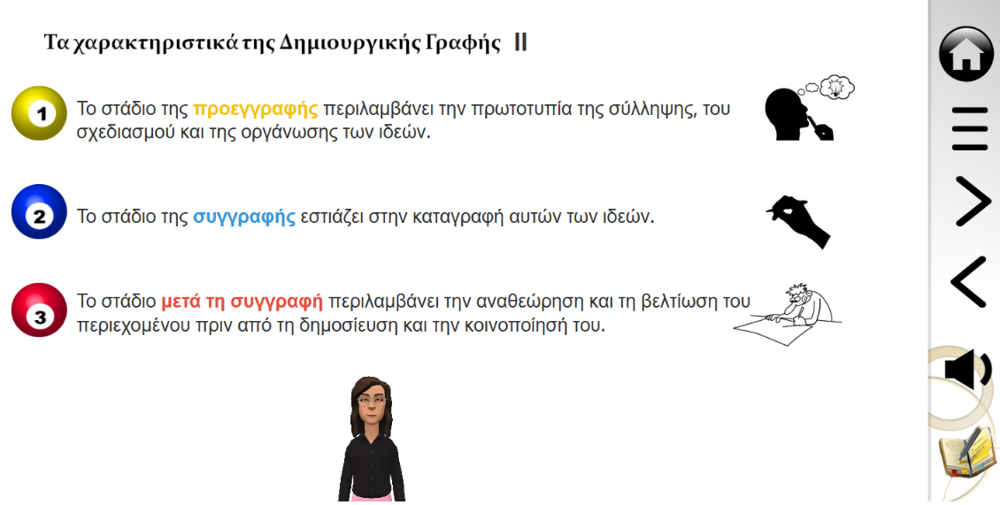 Τα χαρακτηριστικά της Δημιουργικής Γραφής II
1
Το στάδιο της προεγγραφής περιλαμβάνει την πρωτοτυπία της σύλληψης, του
σχεδιασμού και της οργάνωσης των ιδεών.
2
Το στάδιο της συγγραφής εστιάζει στην καταγραφή αυτών των ιδεών.
3
Το στάδιο μετά τη συγγραφή περιλαμβάνει την αναθεώρηση και τη βελτίωση του
περιεχομένου πριν από τη δημοσίευση και την κοινοποίησή του.